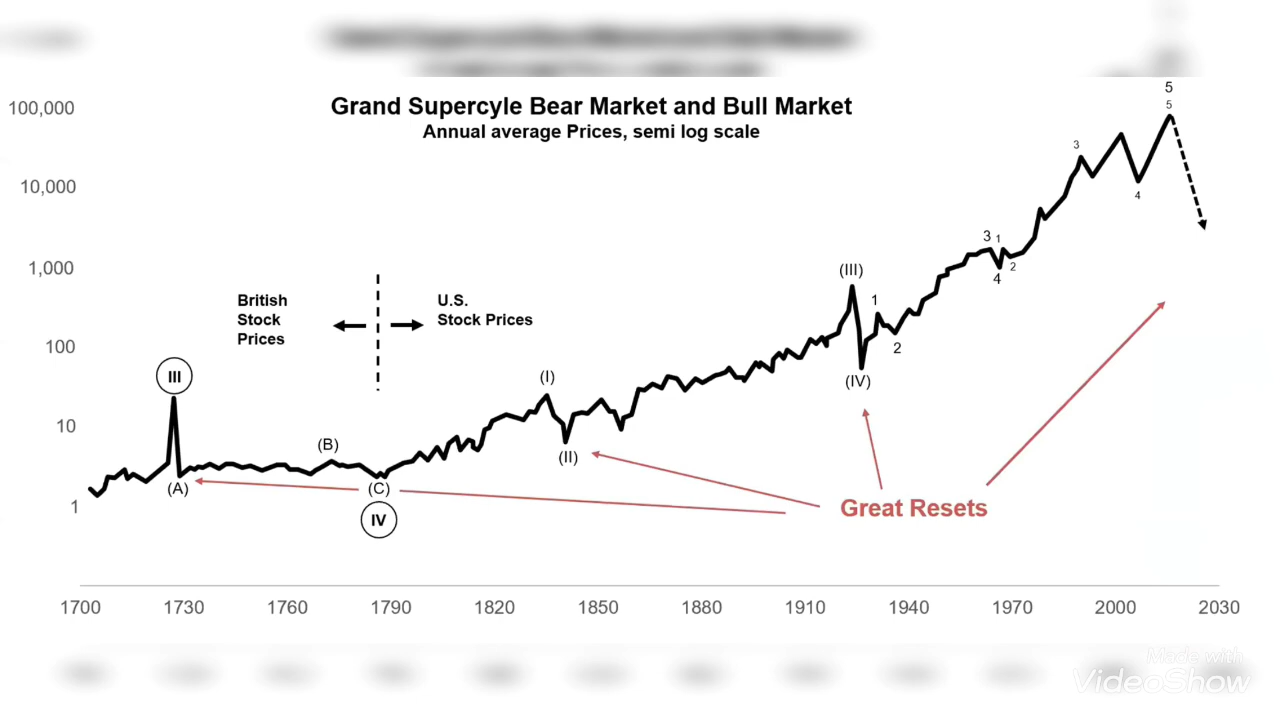 Grand Supercyle Bear Market and Bull Market
Annual average Prices, semi log scale
100,000
10,000
1,000
100
10
1
British
Stock
Prices
U.S.
Stock Prices
III
(A)
(B)
(C)
IV
(I)
(II)
(III)
(IV)
1
2
3
1
4
2
3
4
5
5
Great Resets
1700
1730
1760
1790
1820
1850
1880
1910
1940
1970
2000
2030
Made with
VideoShow